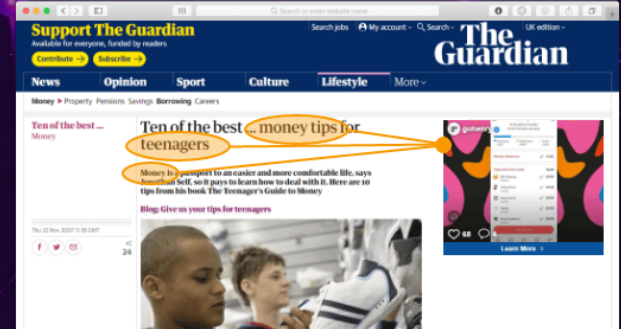 Search or enter website name
Support The Guardian
Available for everyone, funded by readers
Contribute →
Subscribe →
Search jobs
My account
Search
UK edition
The Guardian
News
Opinion
Sport
Culture
Lifestyle
More
Money
Property
Pensions
Savings
Borrowing
Careers
Ten of the best ...
Money
Ten of the best ... money tips for
teenagers
Money is a passport to an easier and more comfortable life, says
Jonathan Self, so it pays to learn how to deal with it. Here are 10
tips from his book The Teenager's Guide to Money
Blog: Give us your tips for teenagers
Thu 22 Nov 2007 11.18 GMT
24
gohenry
68
4
Learn More